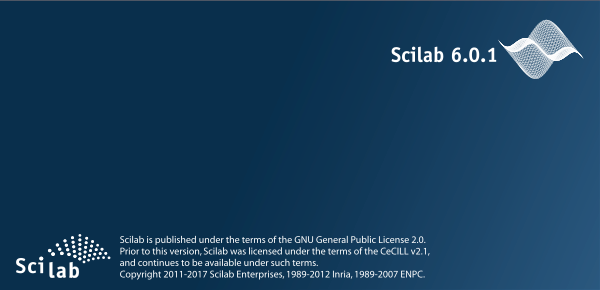 Scilab 6.0.1
Scilab is published under the terms of the GNU General Public License 2.0.
Prior to this version, Scilab was licensed under the terms of the CeCILL v2.1,
and continues to be available under such terms.
Copyright 2011-2017 Scilab Enterprises, 1989-2012 Inria, 1989-2007 ENPC.
Scilab